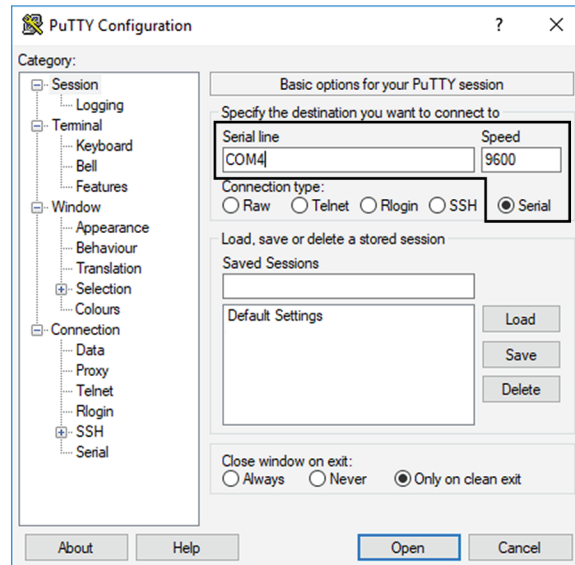 PuTTY Configuration
?
Category:
Session
Logging
Terminal
Keyboard
Bell
Features
Window
Appearance
Behaviour
Translation
Selection
Colours
Connection
Data
Proxy
Telnet
Rlogin
SSH
Serial
Basic options for your PuTTY session
Specify the destination you want to connect to
Serial line Speed
COM4 9600
Connection type:
Raw Telnet Rlogin SSH Serial
Load, save or delete a stored session
Saved Sessions
Default Settings
Load
Save
Delete
Close window on exit:
Always Never Only on clean exit
About Help Open Cancel